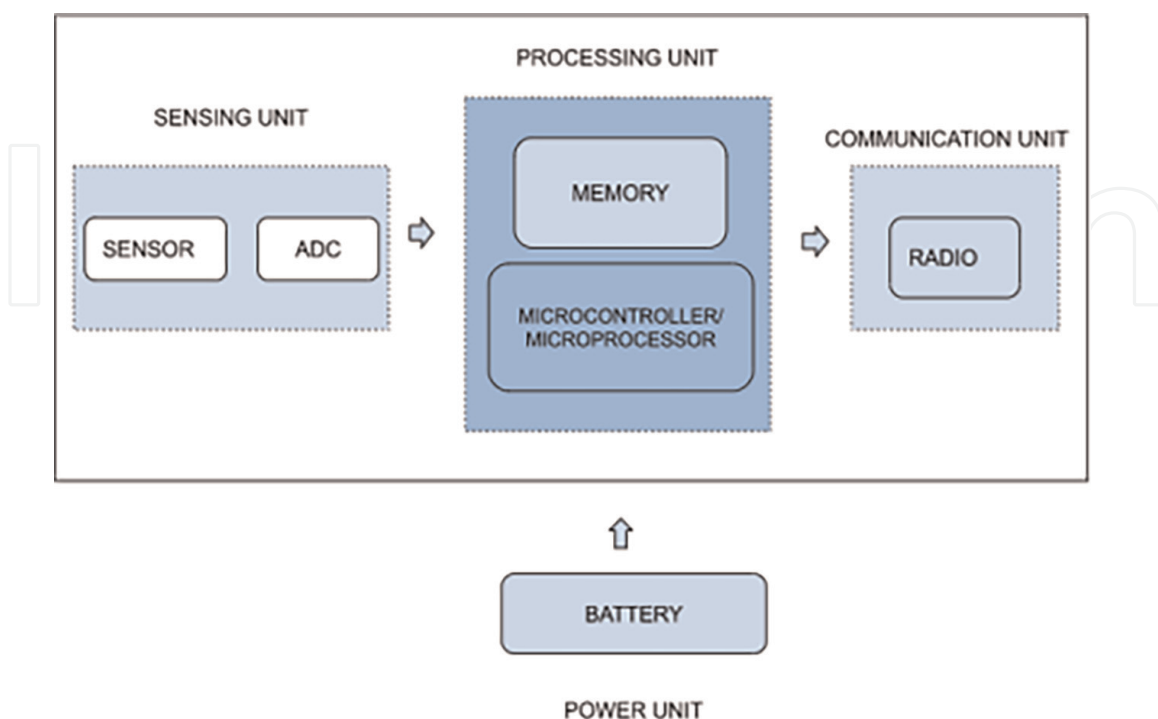 PROCESSING UNIT
SENSING UNIT
COMMUNICATION UNIT
MEMORY
SENSOR
ADC
RADIO
MICROCONTROLLER/
MICROPROCESSOR
BATTERY
POWER UNIT